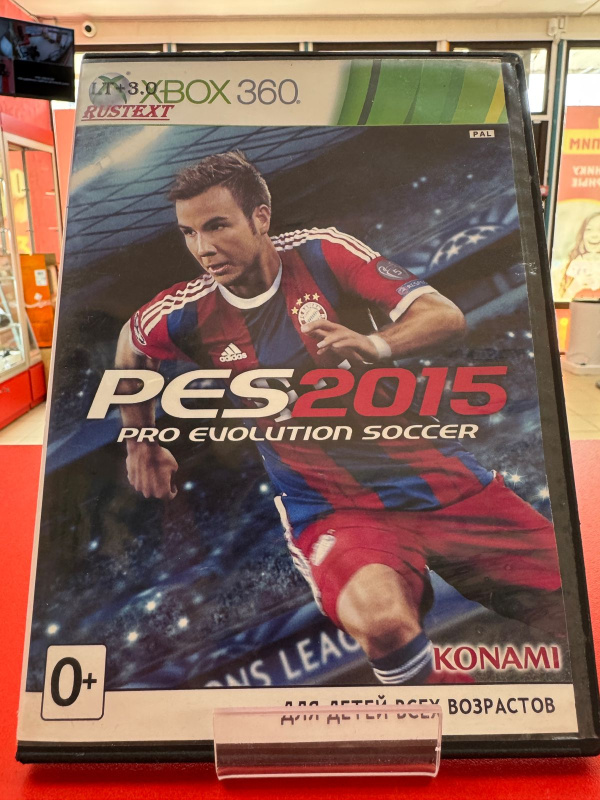 LT+3.0
XBOX 360
RUSTEXT
PAL
adidas
PES2015
PRO EVOLUTION SOCCER
KONAMI
0+
ДЛЯ ДЕТЕЙ ВСЕХ ВОЗРАСТОВ